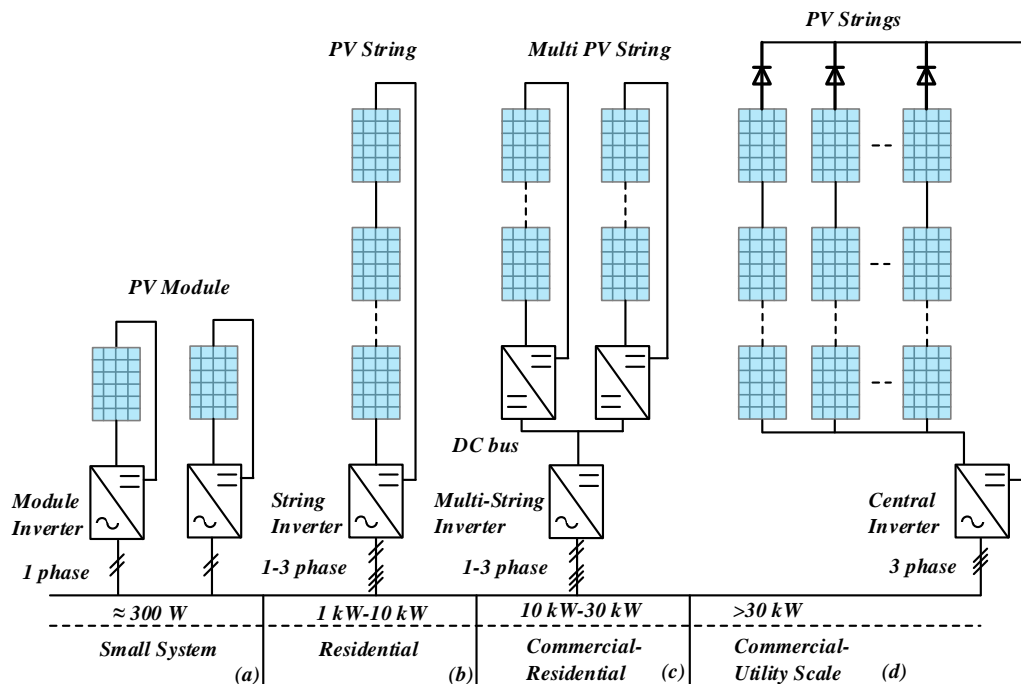 PV Module
PV String
Multi PV String
PV Strings
DC bus
Module
Inverter
String
Inverter
Multi-String
Inverter
Central
Inverter
1 phase
1-3 phase
1-3 phase
3 phase
≈ 300 W
1 kW-10 kW
10 kW-30 kW
>30 kW
Small System
(a)
Residential
(b)
Commercial-
Residential
(c)
Commercial-
Utility Scale
(d)